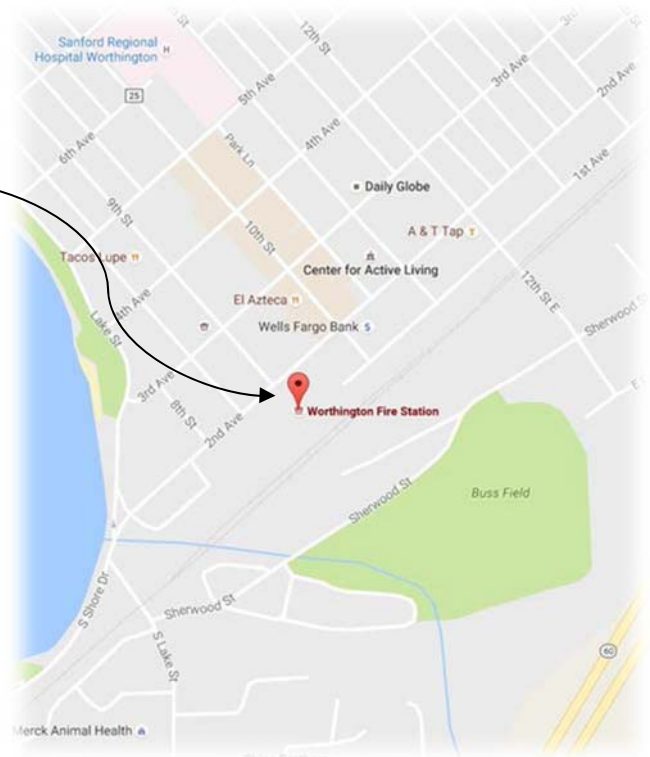 12th St
3rd
Sanford Regional
Hospital Worthington
H
25
5th Ave
3rd Ave
2nd Ave
6th Ave
Park Ln
4th Ave
1st Ave
Daily Globe
9th St
10th St
A & T Tap
Tacos Lupe
Center for Active Living
12th St E
4th Ave
El Azteca
Sherwood
Lake St
Wells Fargo Bank
3rd Ave
8th St
2nd Ave
Worthington Fire Station
Buss Field
Sherwood St
S Shore Dr
Sherwood St
S Lake St
60
Merck Animal Health